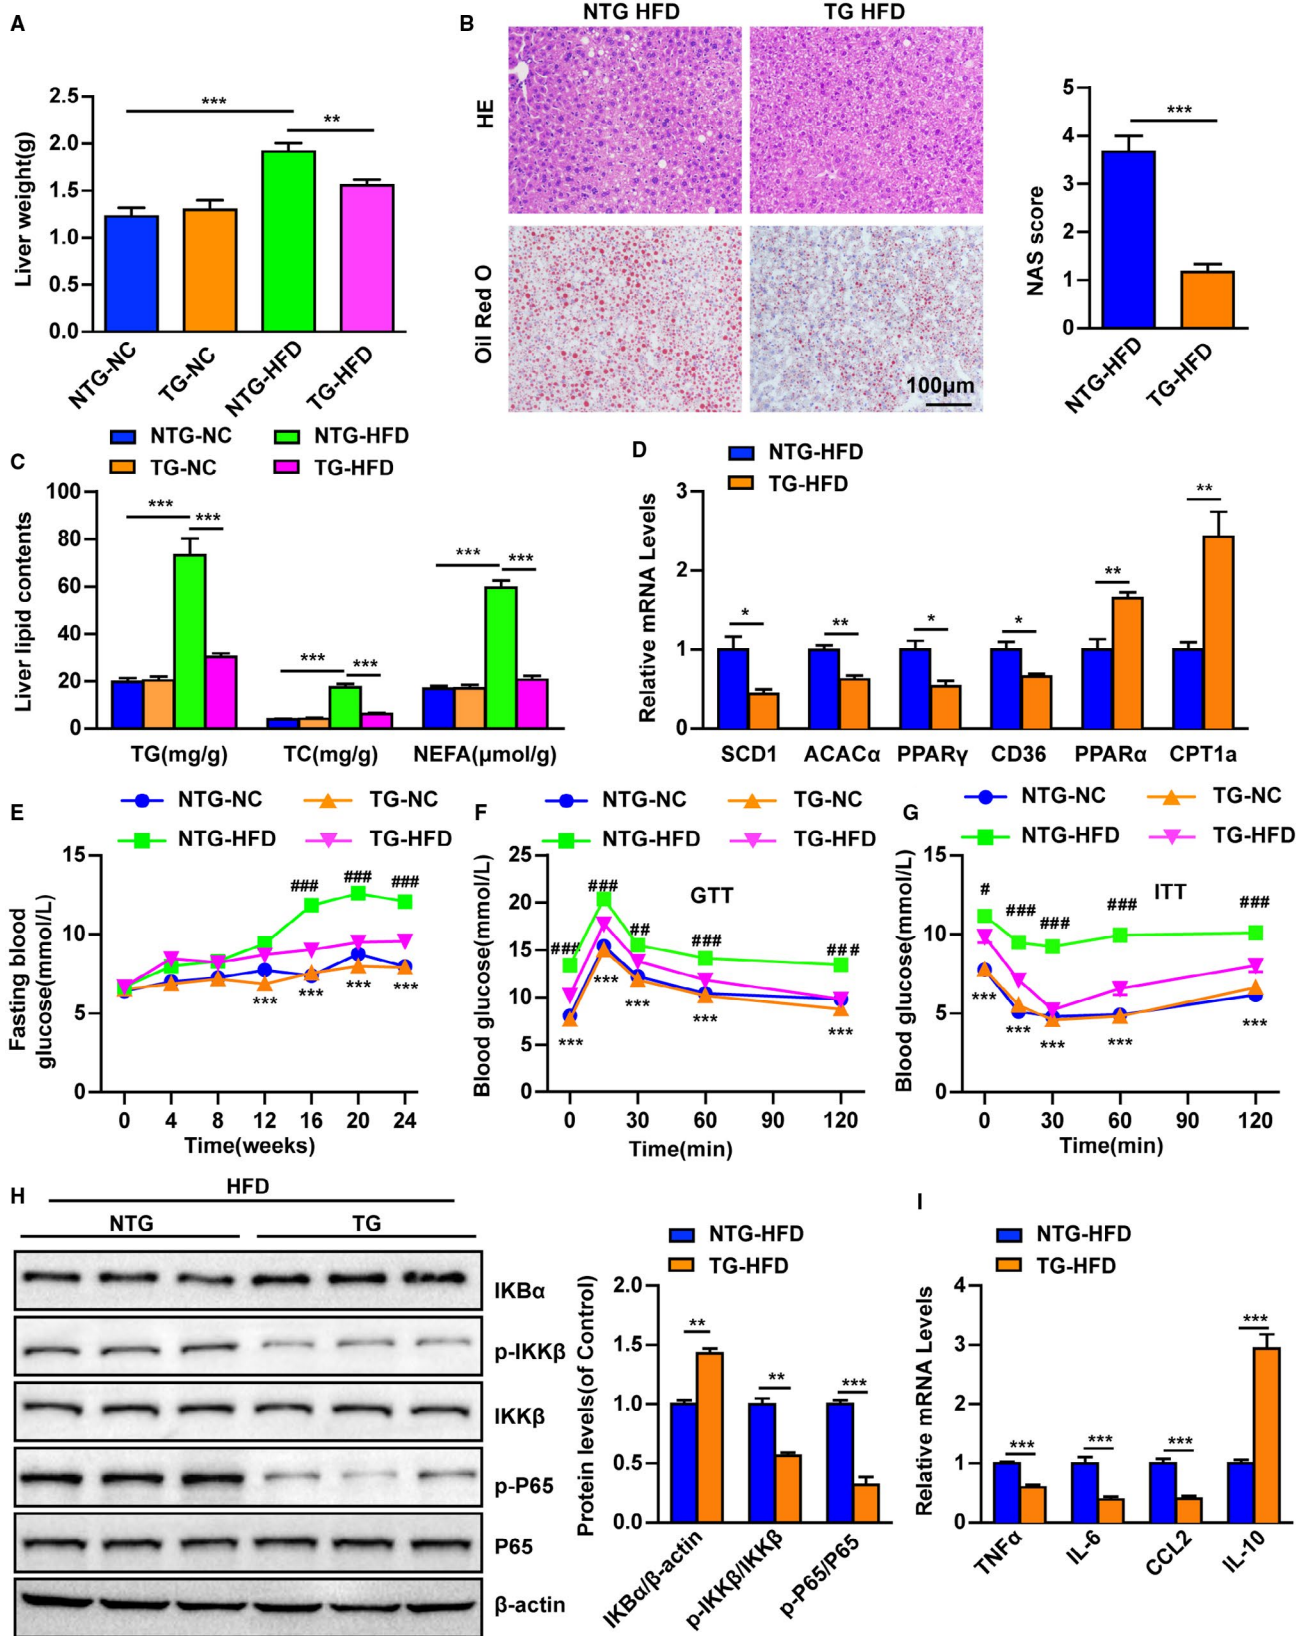 A
Liver weight(g)
2.5
2.0
1.5
1.0
0.5
0.0
***
**
NTG-NC
TG-NC
NTG-HFD
TG-HFD
B
NTG HFD
TG HFD
HE
Oil Red O
100μm
NAS score
5
4
3
2
1
0
***
NTG-HFD
TG-HFD
C
NTG-NC
NTG-HFD
TG-NC
TG-HFD
Liver lipid contents
100
80
60
40
20
0
***
***
***
***
***
***
TG(mg/g)
TC(mg/g)
NEFA(μmol/g)
D
NTG-HFD
TG-HFD
Relative mRNA Levels
3
2
1
0
*
**
*
*
**
**
SCD1
ACACα
PPARγ
CD36
PPARα
CPT1a
E
NTG-NC
TG-NC
NTG-HFD
TG-HFD
Fasting blood
glucose(mmol/L)
15
10
5
0
### ### ###
*** *** *** ***
0 4 8 12 16 20 24
Time(weeks)
F
NTG-NC
TG-NC
NTG-HFD
TG-HFD
Blood glucose(mmol/L)
25
20
15
10
5
0
GTT
### ### ## ### ###
*** *** *** *** ***
0 30 60 90 120
Time(min)
G
NTG-NC
TG-NC
NTG-HFD
TG-HFD
Blood glucose(mmol/L)
15
10
5
0
ITT
# ### ### ### ###
*** *** *** *** ***
0 30 60 90 120
Time(min)
H
HFD
NTG
TG
IKBα
p-IKKβ
IKKβ
p-P65
P65
β-actin
NTG-HFD
TG-HFD
Protein levels(of Control)
2.0
1.5
1.0
0.5
0.0
**
**
***
IKBα/β-actin
p-IKKβ/IKKβ
p-P65/P65
I
NTG-HFD
TG-HFD
Relative mRNA Levels
4
3
2
1
0
***
***
***
***
TNFα
IL-6
CCL2
IL-10